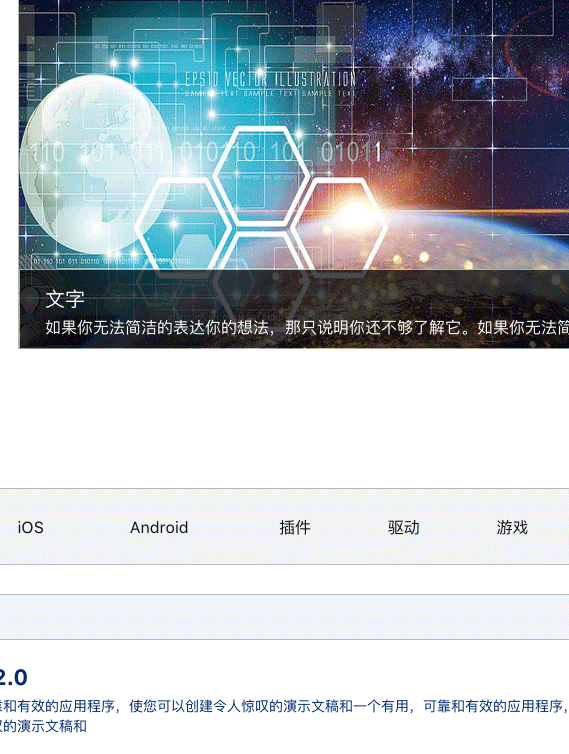 EPS10 VECTOR ILLUSTRATION
SAMPLE TEXT SAMPLE TEXT SAMPLE TEXT
110 101 011 010110 101 01011
文字
如果你无法简洁的表达你的想法，那只说明你还不够了解它。如果你无法简
iOS
Android
插件
驱动
游戏
2.0
和有效的应用程序，使您可以创建令人惊叹的演示文稿和一个有用，可靠和有效的应用程序，
的演示文稿和